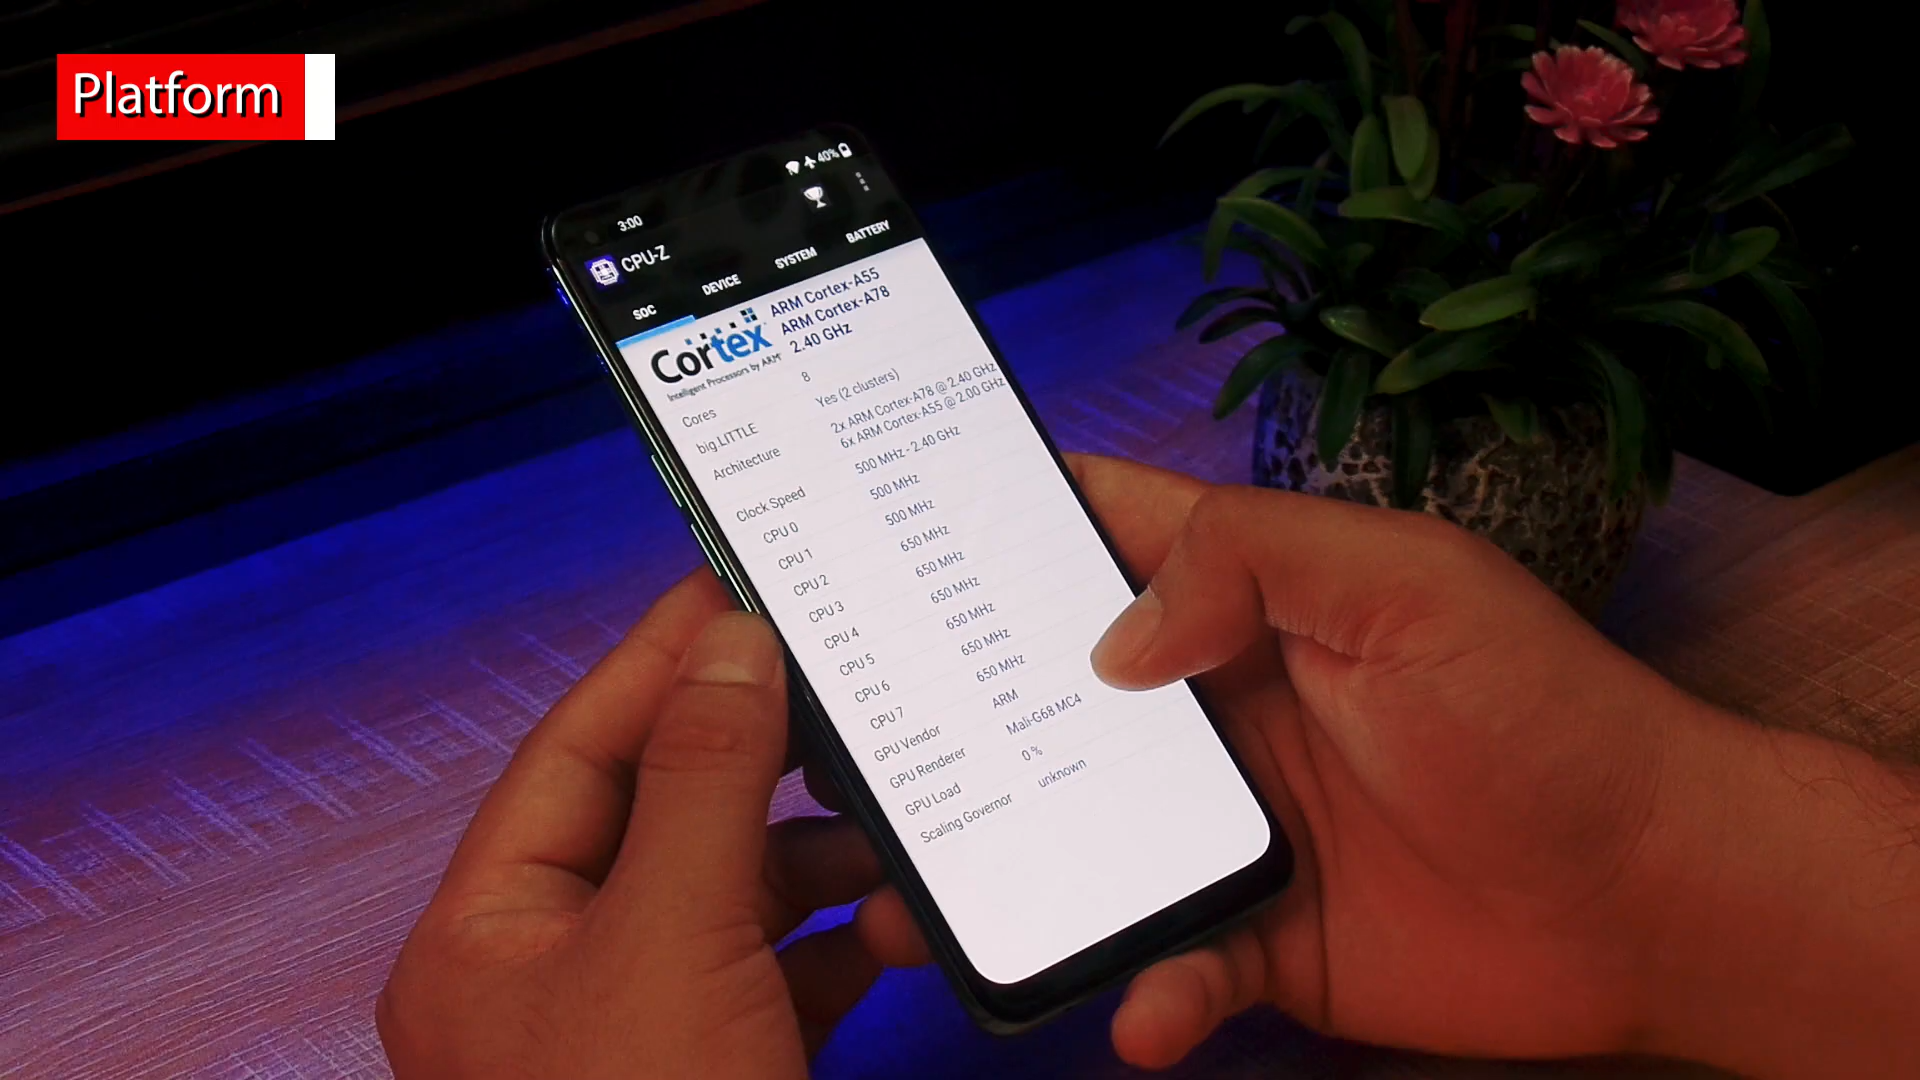 Platform
3:00
40%
CPU-Z
SOC DEVICE SYSTEM BATTERY
Cortex
Intelligent Processors by ARM
ARM Cortex-A55
ARM Cortex-A78
2.40 GHz
Cores 8
big.LITTLE Yes (2 clusters)
Architecture 2x ARM Cortex-A78 @ 2.40 GHz
6x ARM Cortex-A55 @ 2.00 GHz
Clock Speed 500 MHz - 2.40 GHz
CPU 0 500 MHz
CPU 1 500 MHz
CPU 2 650 MHz
CPU 3 650 MHz
CPU 4 650 MHz
CPU 5 650 MHz
CPU 6 650 MHz
CPU 7 650 MHz
GPU Vendor ARM
GPU Renderer Mali-G68 MC4
GPU Load 0 %
Scaling Governor unknown